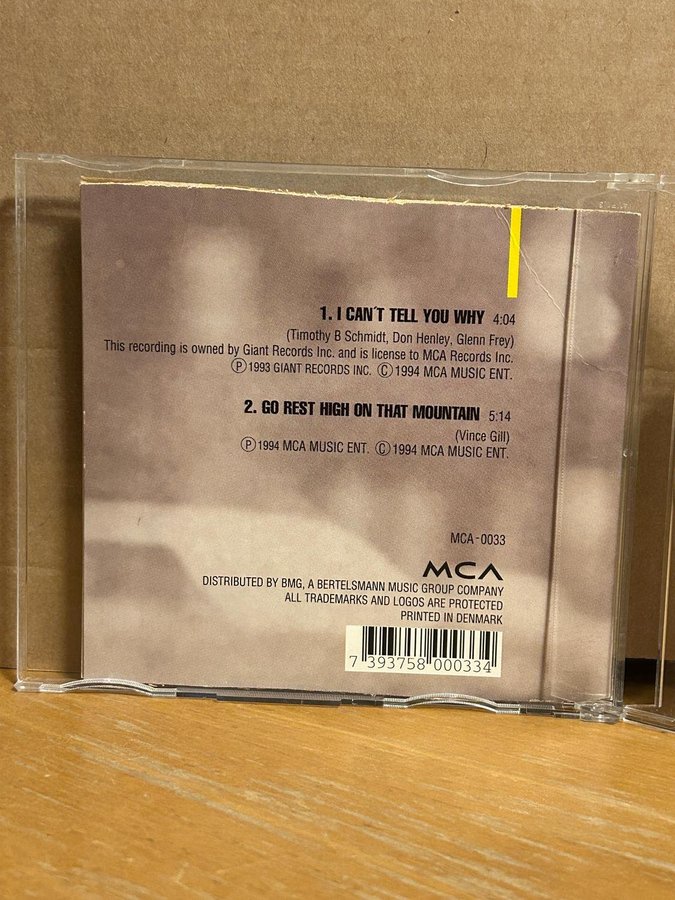 1. I CAN´T TELL YOU WHY 4:04
(Timothy B Schmidt, Don Henley, Glenn Frey)
This recording is owned by Giant Records Inc. and is license to MCA Records Inc.
Ⓟ 1993 GIANT RECORDS INC. Ⓒ 1994 MCA MUSIC ENT.
2. GO REST HIGH ON THAT MOUNTAIN 5:14
(Vince Gill)
Ⓟ 1994 MCA MUSIC ENT. Ⓒ 1994 MCA MUSIC ENT.
MCA-0033
MCA
DISTRIBUTED BY BMG, A BERTELSMANN MUSIC GROUP COMPANY
ALL TRADEMARKS AND LOGOS ARE PROTECTED
PRINTED IN DENMARK
7 393758 000334